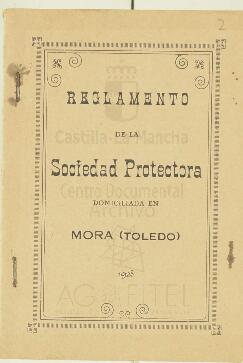 2
REGLAMENTO
DE LA
Sociedad Protectora
DOMICILIADA EN
MORA (TOLEDO)
Castilla-La Mancha
Centro Documental
Archivo